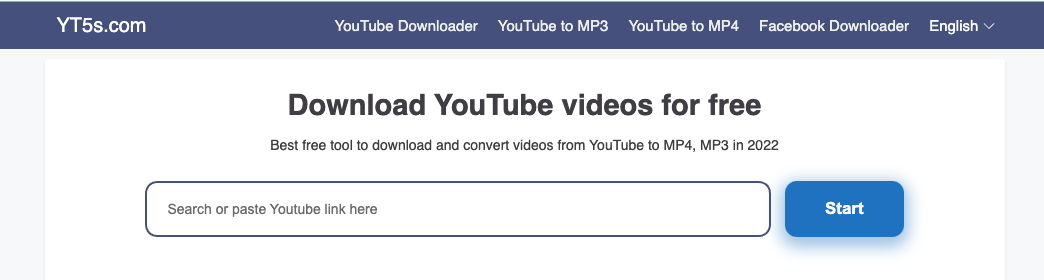 YT5s.com YouTube Downloader YouTube to MP3 YouTube to MP4 Facebook Downloader English
Download YouTube videos for free
Best free tool to download and convert videos from YouTube to MP4, MP3 in 2022
Search or paste Youtube link here Start